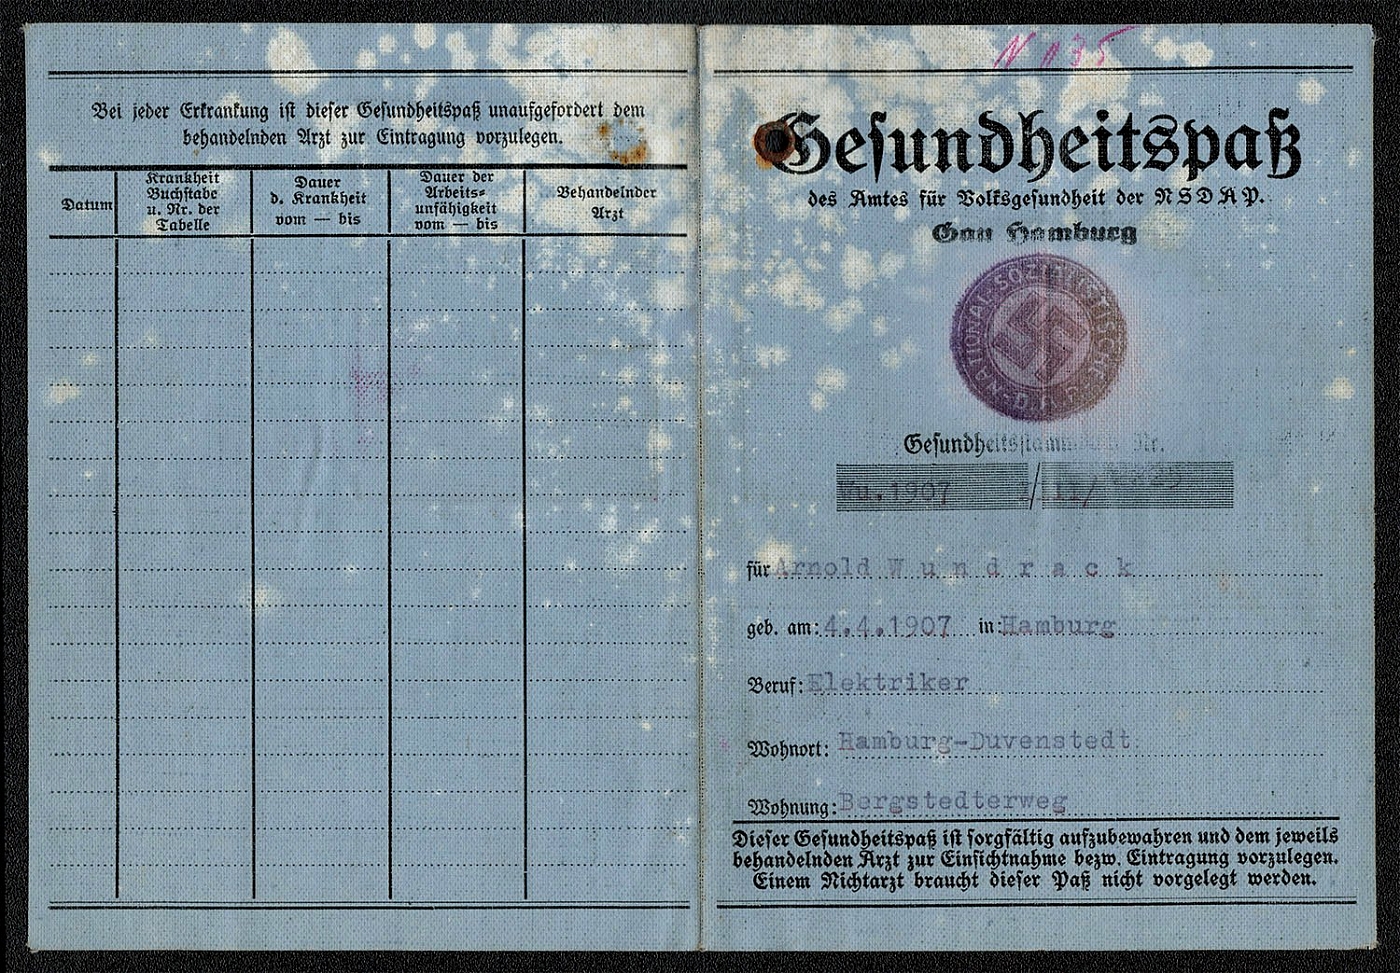 Bei jeder Erkrankung ist dieser Gesundheitspaß unaufgefordert dem
behandelnden Arzt zur Eintragung vorzulegen.
Datum
Krankheit
Buchstabe
u. Nr. der
Tabelle
Dauer
d. Krankheit
vom — bis
Dauer der
Arbeits=
unfähigkeit
vom — bis
Behandelnder
Arzt
N 135
Gesundheitspaß
des Amtes für Volksgesundheit der NSDAP.
Gau Hamburg
NATIONAL-SOZIALISTISCHE
Gesundheitsstamm Nr.
Wu.1907 / II/
für Arnold Wundrack
geb. am: 4.4.1907 in: Hamburg
Beruf: Elektriker
Wohnort: Hamburg-Duvenstedt
Wohnung: Bergstedterweg
Dieser Gesundheitspaß ist sorgfältig aufzubewahren und dem jeweils
behandelnden Arzt zur Einsichtnahme bezw. Eintragung vorzulegen.
Einem Nichtarzt braucht dieser Paß nicht vorgelegt werden.